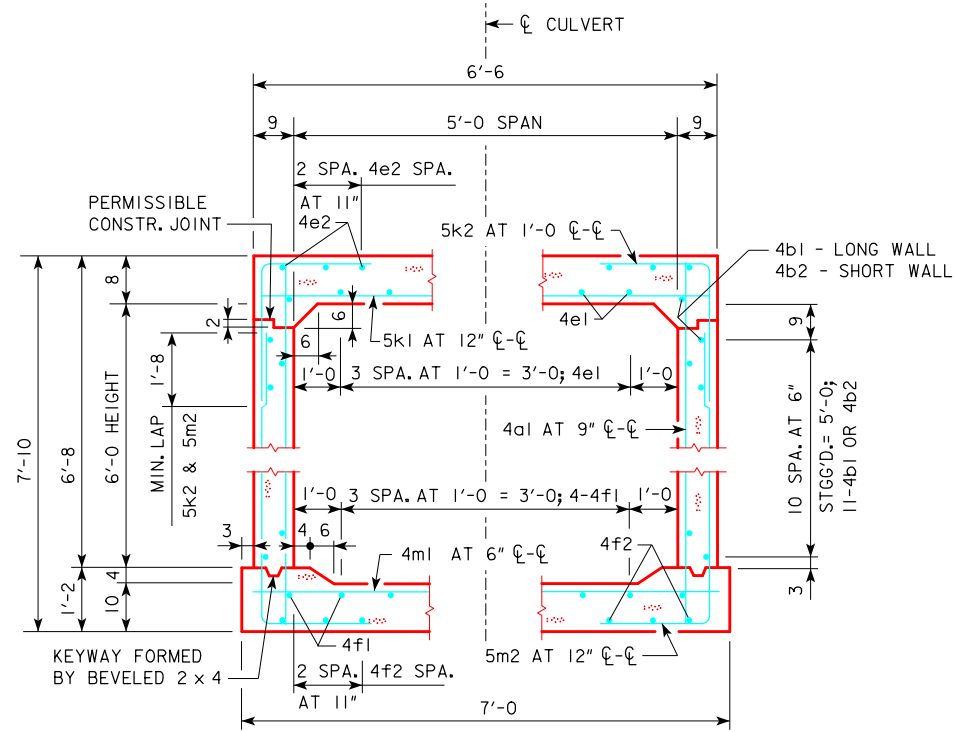 ℄ CULVERT
6'-6
9
5'-0 SPAN
9
2 SPA. 4e2 SPA.
AT 11"
4e2
PERMISSIBLE
CONSTR. JOINT
5k2 AT 1'-0 ℄-℄
4b1 - LONG WALL
4b2 - SHORT WALL
8
2
6
6
5k1 AT 12" ℄-℄
4e1
9
1'-0
3 SPA. AT 1'-0 = 3'-0; 4e1
1'-0
1'-8
MIN. LAP
5k2 & 5m2
6'-0 HEIGHT
6'-8
7'-10
4a1 AT 9" ℄-℄
10 SPA. AT 6"
STGG'D. = 5'-0;
11-4b1 OR 4b2
1'-0
3 SPA. AT 1'-0 = 3'-0; 4-4f1
1'-0
3
4
6
4m1 AT 6" ℄-℄
4f2
3
1'-2
4
10
4f1
KEYWAY FORMED
BY BEVELED 2 x 4
2 SPA. 4f2 SPA.
AT 11"
5m2 AT 12" ℄-℄
7'-0